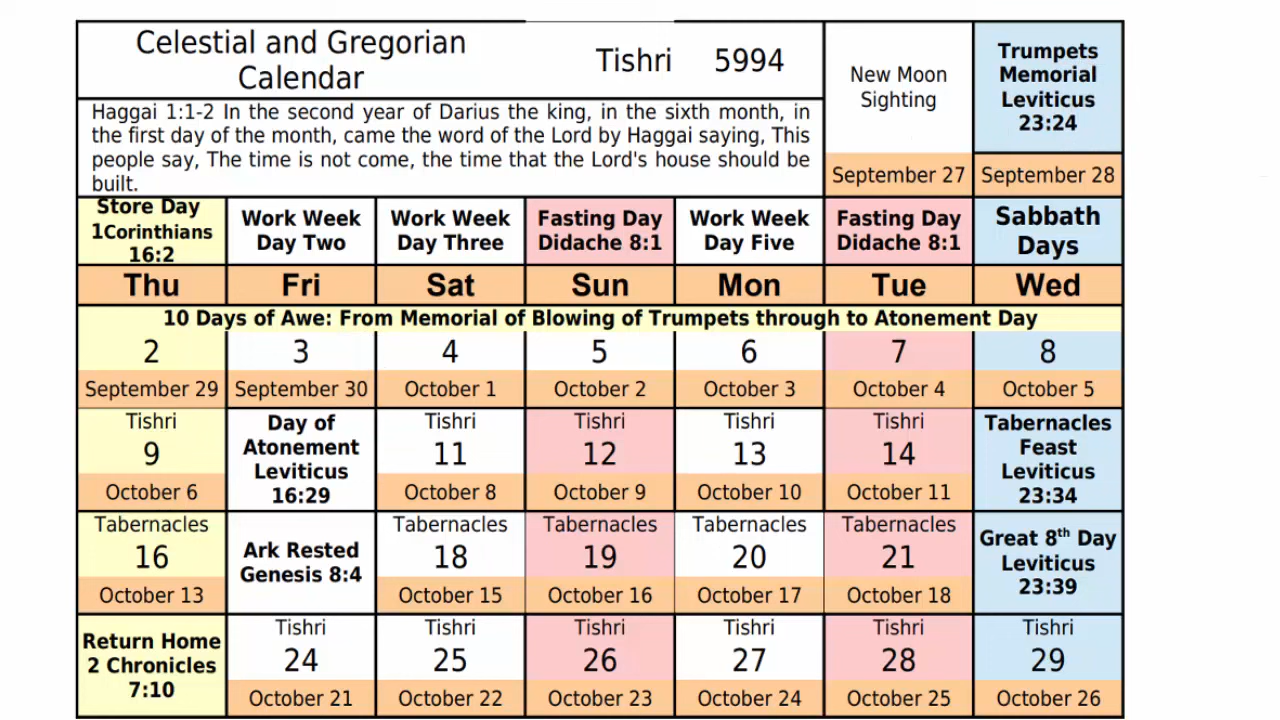 Celestial and Gregorian
Calendar
Tishri 5994
Haggai 1:1-2 In the second year of Darius the king, in the sixth month, in
the first day of the month, came the word of the Lord by Haggai saying, This
people say, The time is not come, the time that the Lord's house should be
built.
New Moon
Sighting
September 27
Trumpets
Memorial
Leviticus
23:24
September 28
Store Day
1Corinthians
16:2
Work Week
Day Two
Work Week
Day Three
Fasting Day
Didache 8:1
Work Week
Day Five
Fasting Day
Didache 8:1
Sabbath
Days
Thu Fri Sat Sun Mon Tue Wed
10 Days of Awe: From Memorial of Blowing of Trumpets through to Atonement Day
2 3 4 5 6 7 8
September 29 September 30 October 1 October 2 October 3 October 4 October 5
Tishri
9
October 6
Day of
Atonement
Leviticus
16:29
Tishri
11
October 8
Tishri
12
October 9
Tishri
13
October 10
Tishri
14
October 11
Tabernacles
Feast
Leviticus
23:34
Tabernacles
16
October 13
Ark Rested
Genesis 8:4
Tabernacles
18
October 15
Tabernacles
19
October 16
Tabernacles
20
October 17
Tabernacles
21
October 18
Great 8th Day
Leviticus
23:39
Return Home
2 Chronicles
7:10
Tishri
24
October 21
Tishri
25
October 22
Tishri
26
October 23
Tishri
27
October 24
Tishri
28
October 25
Tishri
29
October 26